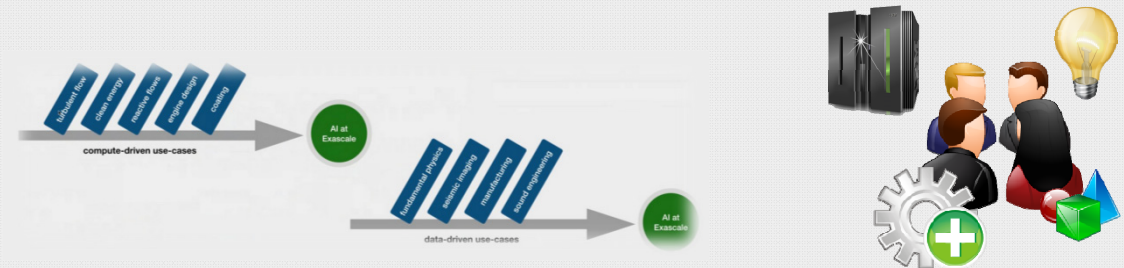 turbulent flow
clean energy
reactive flows
engine design
coating
compute-driven use-cases
AI at
Exascale
fundamental physics
seismic imaging
manufacturing
sound engineering
data-driven use-cases
AI at
Exascale